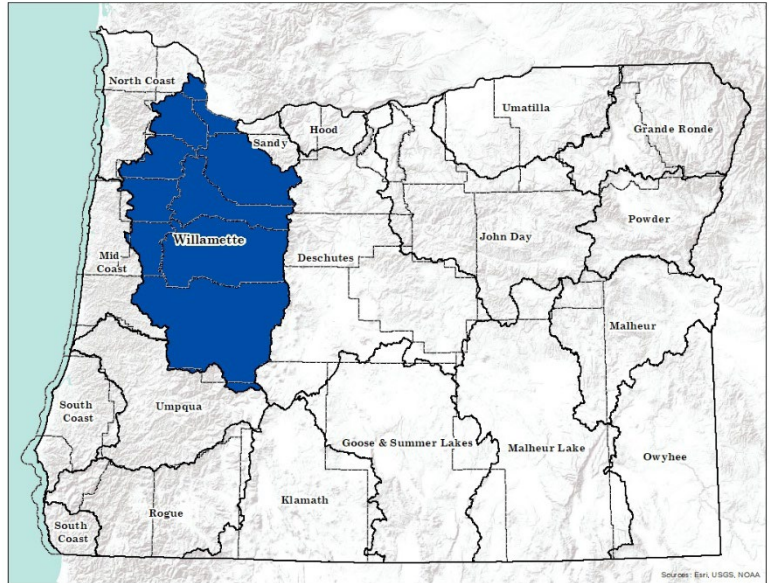 North Coast
Umatilla
Sandy
Hood
Grande Ronde
Powder
Willamette
John Day
Mid
Coast
Deschutes
Malheur
South
Coast
Umpqua
Goose & Summer Lakes
Malheur Lake
Owyhee
Klamath
Rogue
South
Coast
Sources: Esri, USGS, NOAA